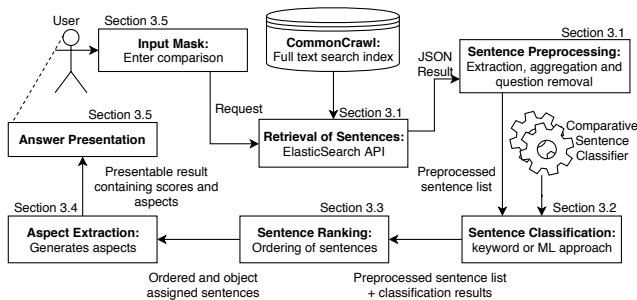 User
Section 3.5
Input Mask:
Enter comparison
CommonCrawl:
Full text search index
JSON
Result
Section 3.1
Sentence Preprocessing:
Extraction, aggregation and
question removal
Request
Section 3.1
Retrieval of Sentences:
ElasticSearch API
Section 3.5
Answer Presentation
Comparative
Sentence
Classifier
Presentable result
containing scores and
aspects
Preprocessed
sentence list
Section 3.4
Aspect Extraction:
Generates aspects
Section 3.3
Sentence Ranking:
Ordering of sentences
Section 3.2
Sentence Classification:
keyword or ML approach
Ordered and object
assigned sentences
Preprocessed sentence list
+ classification results